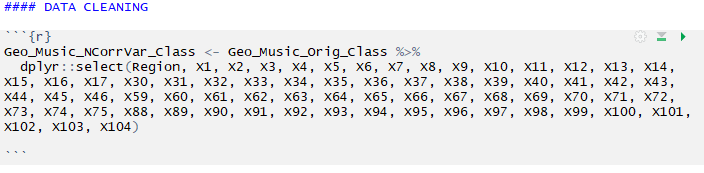 #### DATA CLEANING
```{r}
Geo_Music_NCorrVar_Class <- Geo_Music_Orig_Class %>%
dplyr::select(Region, X1, X2, X3, X4, X5, X6, X7, X8, X9, X10, X11, X12, X13, X14,
X15, X16, X17, X30, X31, X32, X33, X34, X35, X36, X37, X38, X39, X40, X41, X42, X43,
X44, X45, X46, X59, X60, X61, X62, X63, X64, X65, X66, X67, X68, X69, X70, X71, X72,
X73, X74, X75, X88, X89, X90, X91, X92, X93, X94, X95, X96, X97, X98, X99, X100, X101,
X102, X103, X104)
```